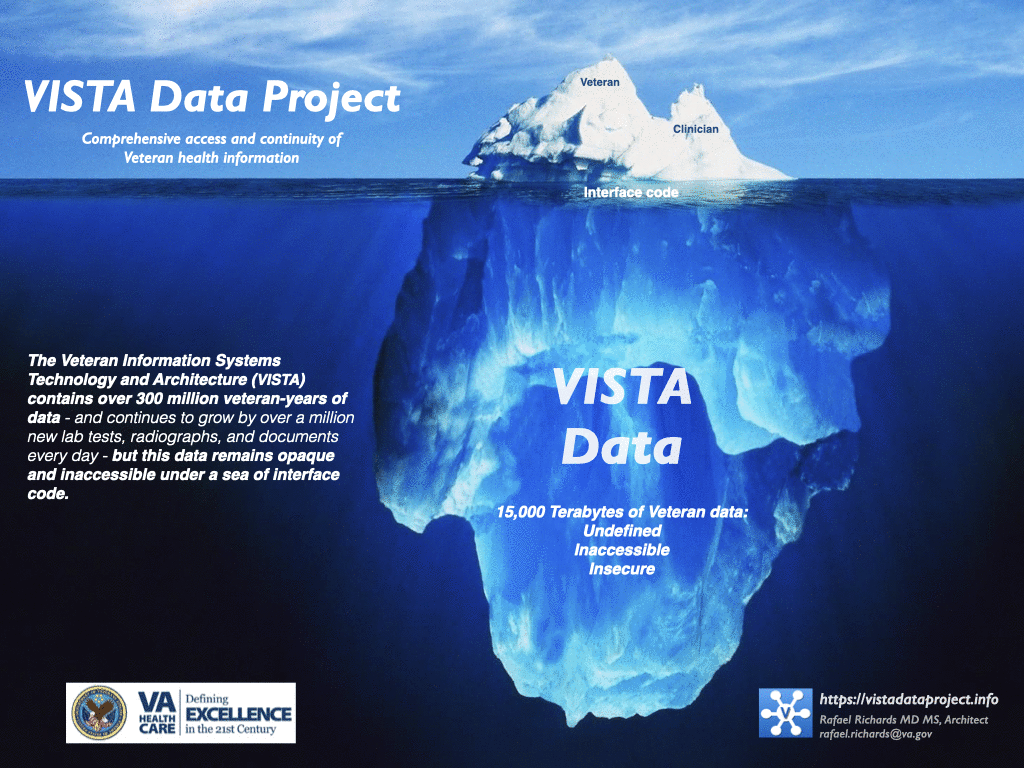 VISTA Data Project
Comprehensive access and continuity of
Veteran health information
Veteran
Clinician
Interface code
The Veteran Information Systems
Technology and Architecture (VISTA)
contains over 300 million veteran-years of
data - and continues to grow by over a million
new lab tests, radiographs, and documents
every day - but this data remains opaque
and inaccessible under a sea of interface
code.
VISTA
Data
15,000 Terabytes of Veteran data:
Undefined
Inaccessible
Insecure
VA
HEALTH
CARE
Defining
EXCELLENCE
in the 21st Century
V
https://vistadataproject.info
Rafael Richards MD MS, Architect
rafael.richards@va.gov